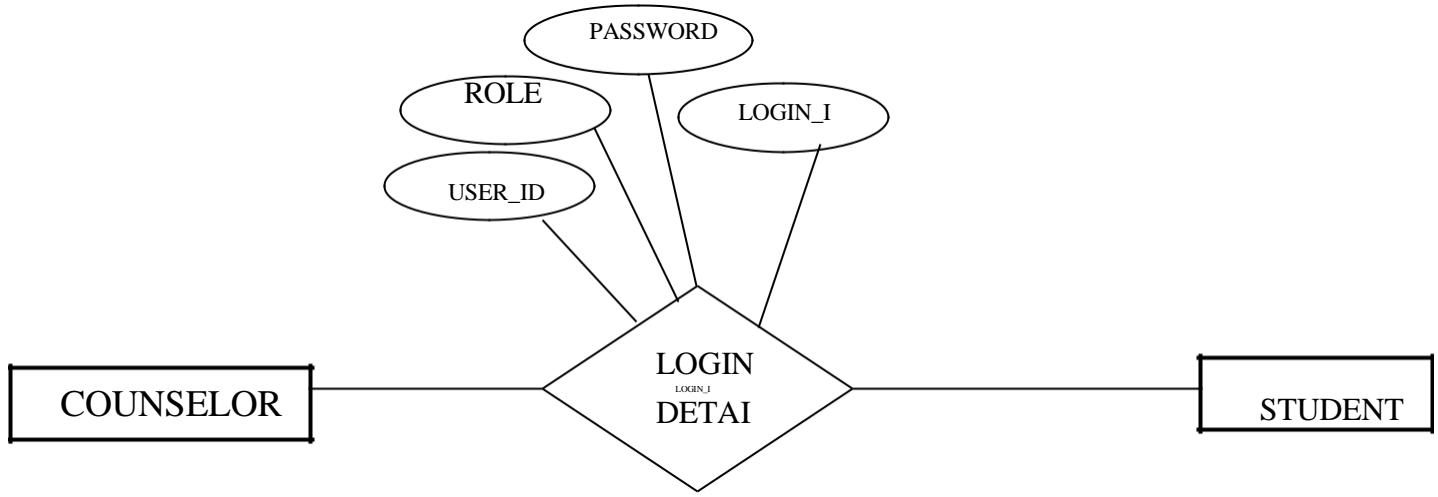 PASSWORD
ROLE
LOGIN_I
USER_ID
LOGIN
LOGIN_I
DETAI
COUNSELOR
STUDENT